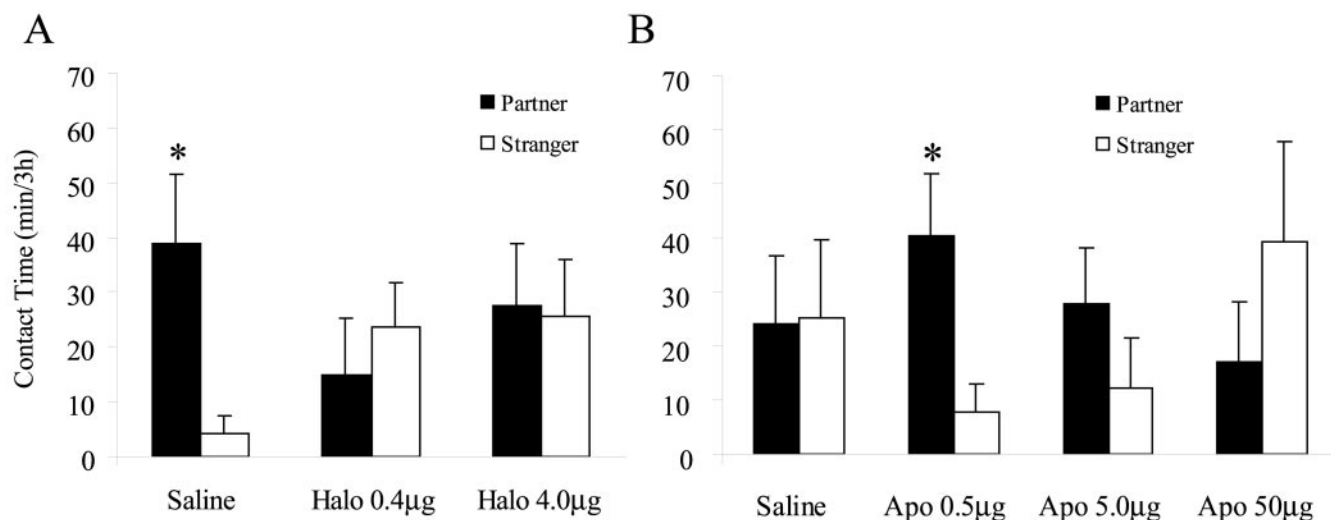 A
70
60
50
40
30
20
10
0
Contact Time (min/3h)
Partner
Stranger
*
Saline Halo 0.4µg Halo 4.0µg
B
70
60
50
40
30
20
10
0
Partner
Stranger
*
Saline Apo 0.5µg Apo 5.0µg Apo 50µg